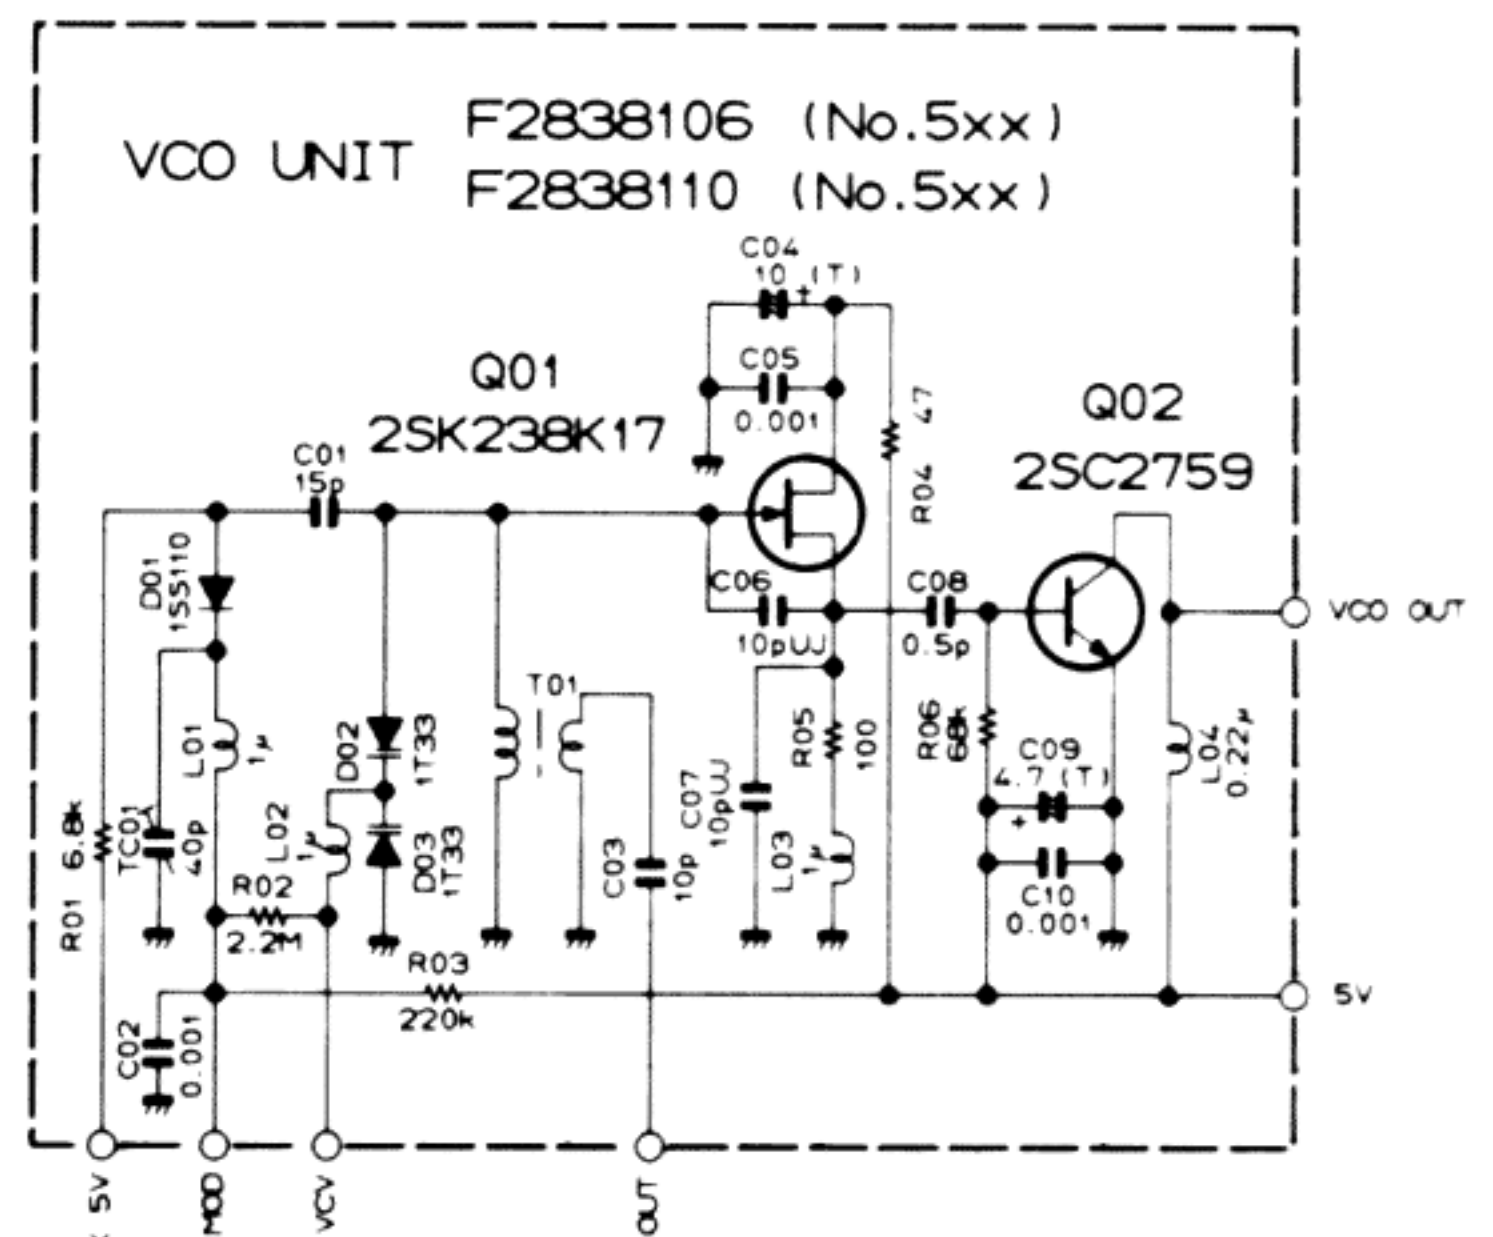 VCO UNIT
F2838106 (No.5xx)
F2838110 (No.5xx)
C04
10 (T)
+
C05
0.001
Q01
2SK238K17
R04 47
Q02
2SC2759
C01
15p
D01
1SS110
C06
10pUJ
C08
0.5p
VCO OUT
T01
L01
1μ
D02
1T33
R05
100
R06
68k
L04
0.22μ
C09
4.7 (T)
+
C07
10pUJ
R01 6.8k
TC01
40p
L02
1μ
D03
1T33
C03
10p
L03
1μ
C10
0.001
R02
2.2M
R03
220k
5V
C02
0.001
5V
MOD
VCV
OUT